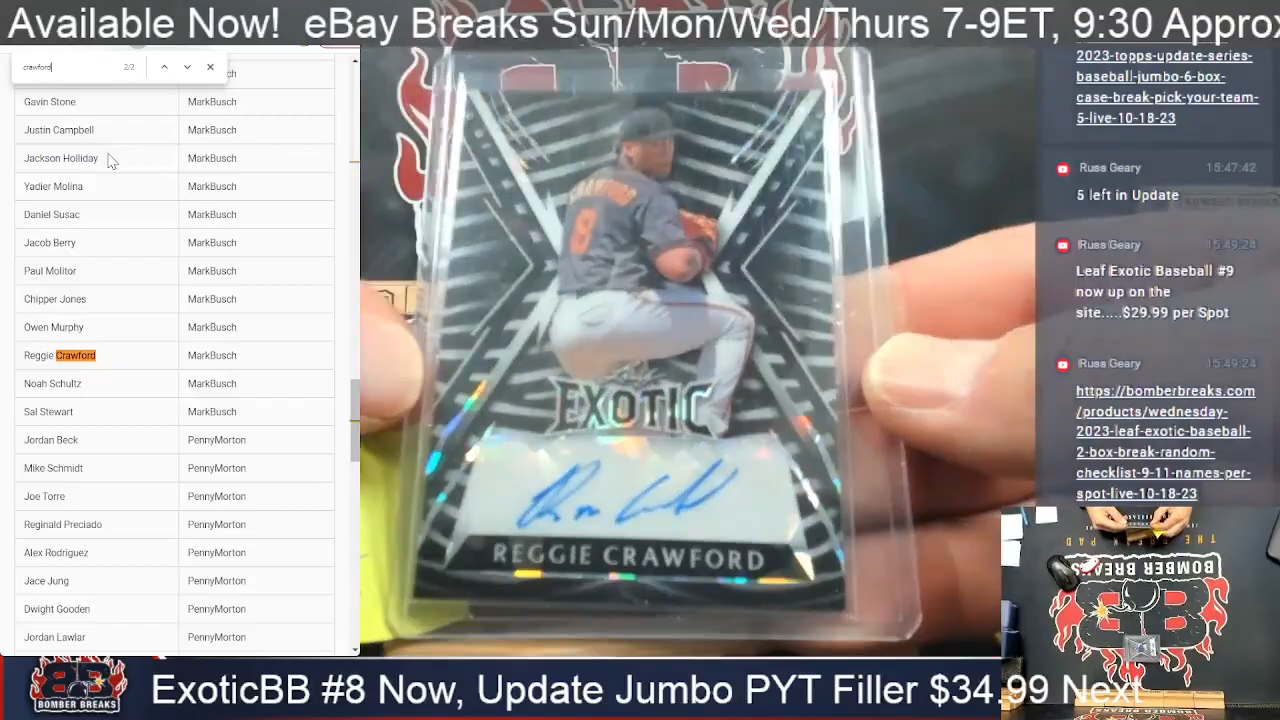 Available Now!  eBay Breaks Sun/Mon/Wed/Thurs 7-9ET, 9:30 Approx
crawford
2/2
Gavin Stone MarkBusch
Justin Campbell MarkBusch
Jackson Holliday MarkBusch
Yadier Molina MarkBusch
Daniel Susac MarkBusch
Jacob Berry MarkBusch
Paul Molitor MarkBusch
Chipper Jones MarkBusch
Owen Murphy MarkBusch
Reggie Crawford MarkBusch
Noah Schultz MarkBusch
Sal Stewart MarkBusch
Jordan Beck PennyMorton
Mike Schmidt PennyMorton
Joe Torre PennyMorton
Reginald Preciado PennyMorton
Alex Rodriguez PennyMorton
Jace Jung PennyMorton
Dwight Gooden PennyMorton
Jordan Lawlar PennyMorton
8
EXOTIC
REGGIE CRAWFORD
2023-topps-update-series-
baseball-jumbo-6-box-
case-break-pick-your-team-
5-live-10-18-23
Russ Geary 15:47:42
5 left in Update
Russ Geary 15:49:24
Leaf Exotic Baseball #9
now up on the
site.....$29.99 per Spot
Russ Geary 15:49:24
https://bomberbreaks.com
/products/wednesday-
2023-leaf-exotic-baseball-
2-box-break-random-
checklist-9-11-names-per-
spot-live-10-18-23
BOMBER BREAKS
BB
BOMBER BREAKS
ExoticBB #8 Now, Update Jumbo PYT Filler $34.99 Next